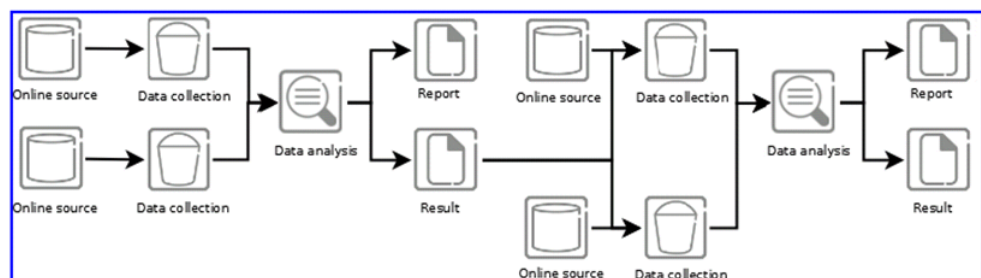 Online source
Data collection
Data analysis
Report
Online source
Data collection
Result
Online source
Data collection
Data analysis
Report
Online source
Data collection
Result